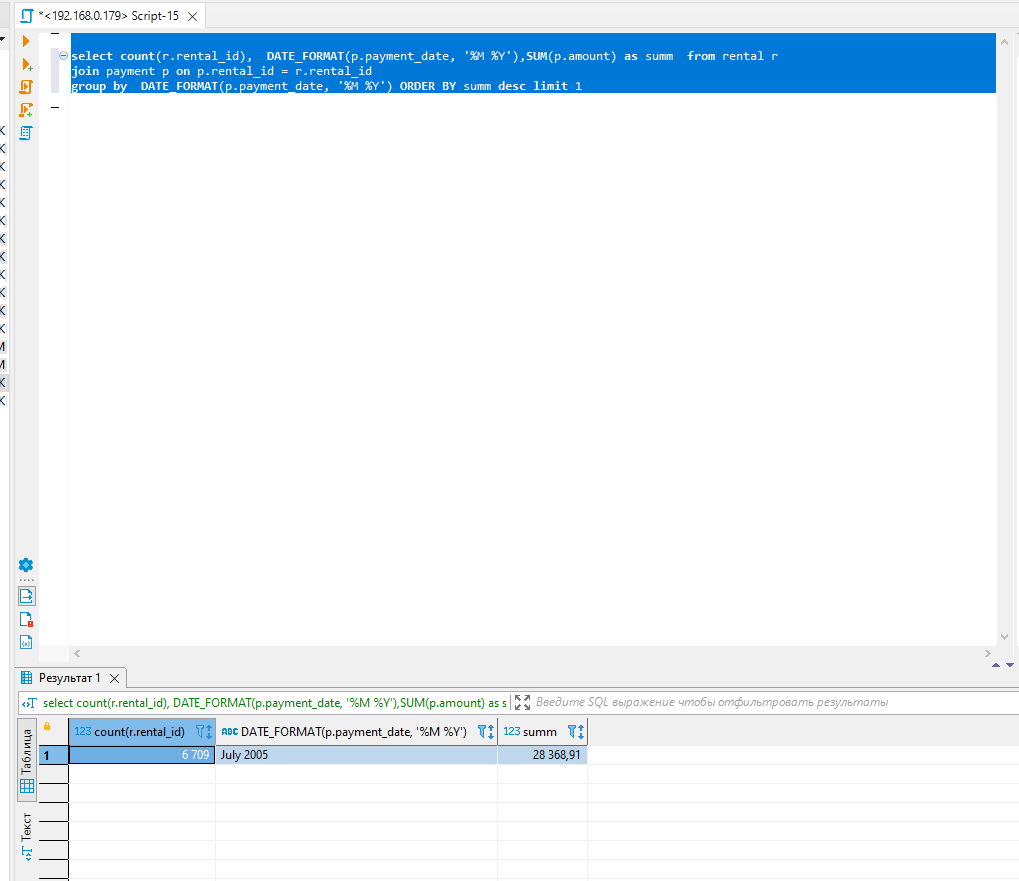 *<192.168.0.179> Script-15
select count(r.rental_id),  DATE_FORMAT(p.payment_date, '%M %Y'),SUM(p.amount) as summ  from rental r
join payment p on p.rental_id = r.rental_id
group by  DATE_FORMAT(p.payment_date, '%M %Y') ORDER BY summ desc limit 1
K
K
K
K
K
K
K
K
K
K
K
K
M
M
K
K
Результат 1
select count(r.rental_id), DATE_FORMAT(p.payment_date, '%M %Y'),SUM(p.amount) as s
Введите SQL выражение чтобы отфильтровать результаты
Таблица
Текст
123 count(r.rental_id) ABC DATE_FORMAT(p.payment_date, '%M %Y') 123 summ
1 6 709 July 2005 28 368,91